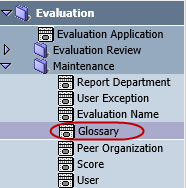 Evaluation
Evaluation Application
Evaluation Review
Maintenance
Report Department
User Exception
Evaluation Name
Glossary
Peer Organization
Score
User